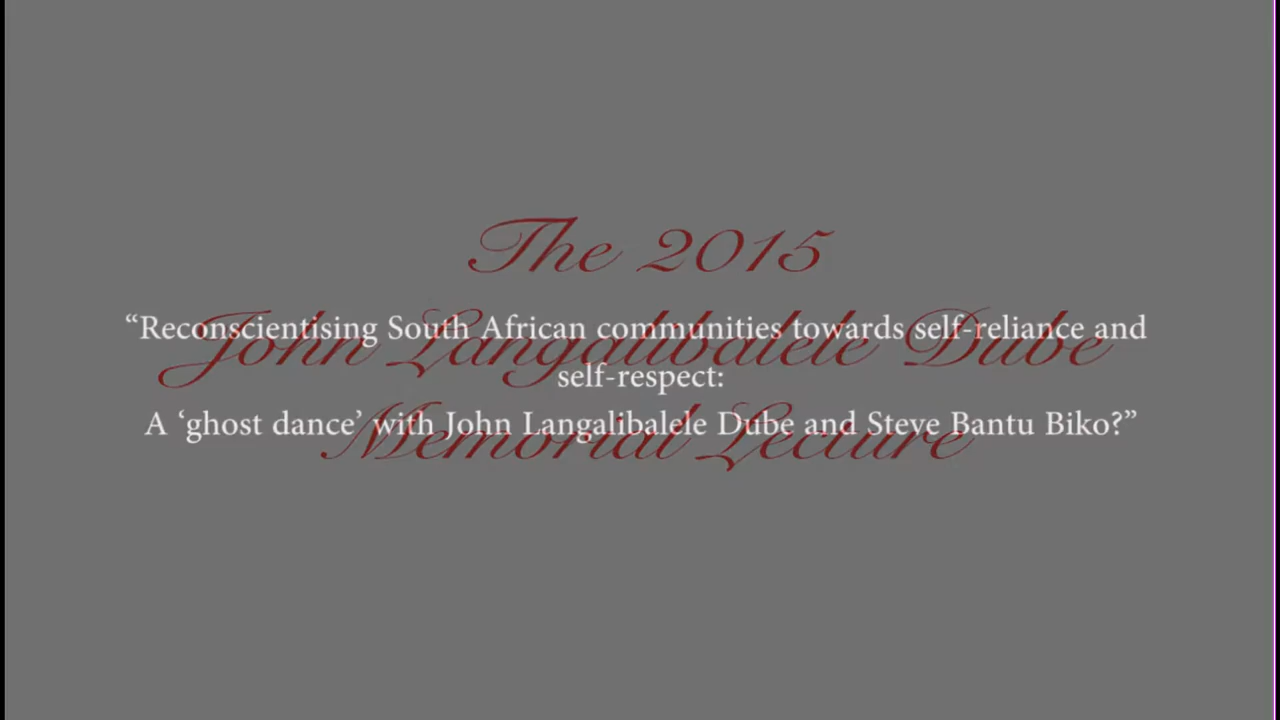 The 2015
John Langalibalele Dube
Memorial Lecture
“Reconscientising South African communities towards self-reliance and
self-respect:
A ‘ghost dance’ with John Langalibalele Dube and Steve Bantu Biko?”